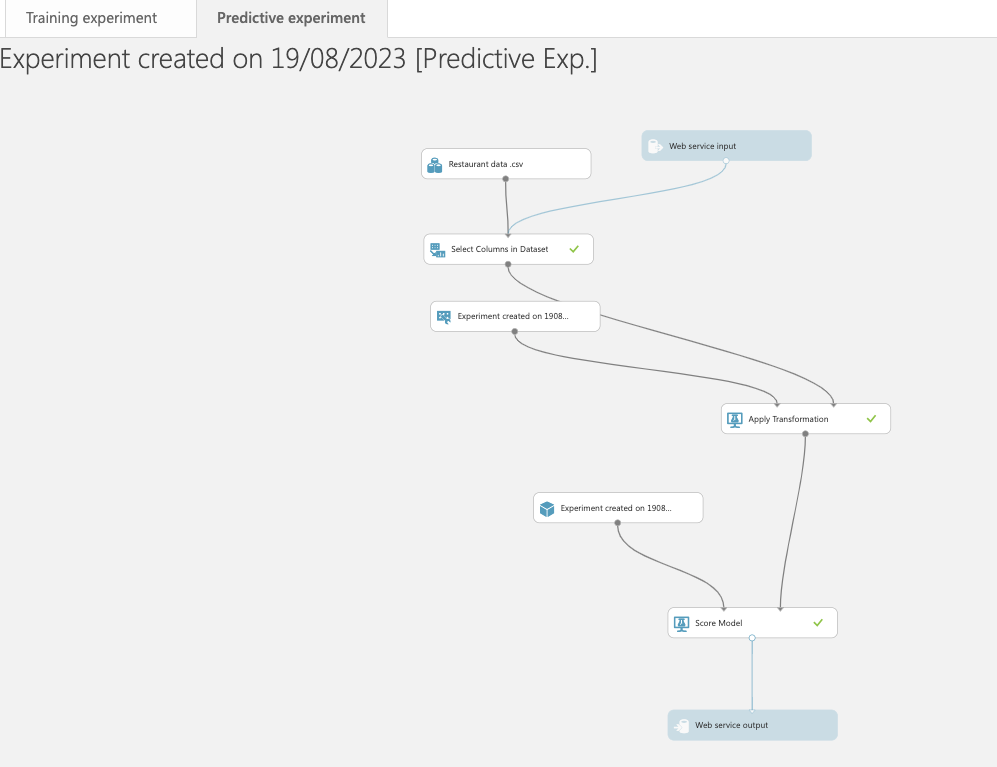 Training experiment
Predictive experiment
Experiment created on 19/08/2023 [Predictive Exp.]
Web service input
Restaurant data .csv
Select Columns in Dataset
Experiment created on 1908...
Apply Transformation
Experiment created on 1908...
Score Model
Web service output